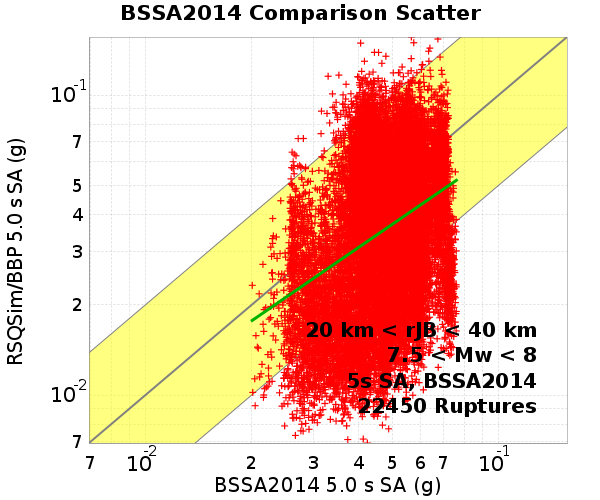 BSSA2014 Comparison Scatter
RSQSim/BBP 5.0 s SA (g)
10⁻¹
7
5
4
3
2
10⁻²
7
20 km < rJB < 40 km
7.5 < Mw < 8
5s SA, BSSA2014
22450 Ruptures
7 10⁻² 2 3 4 5 6 7 10⁻¹
BSSA2014 5.0 s SA (g)